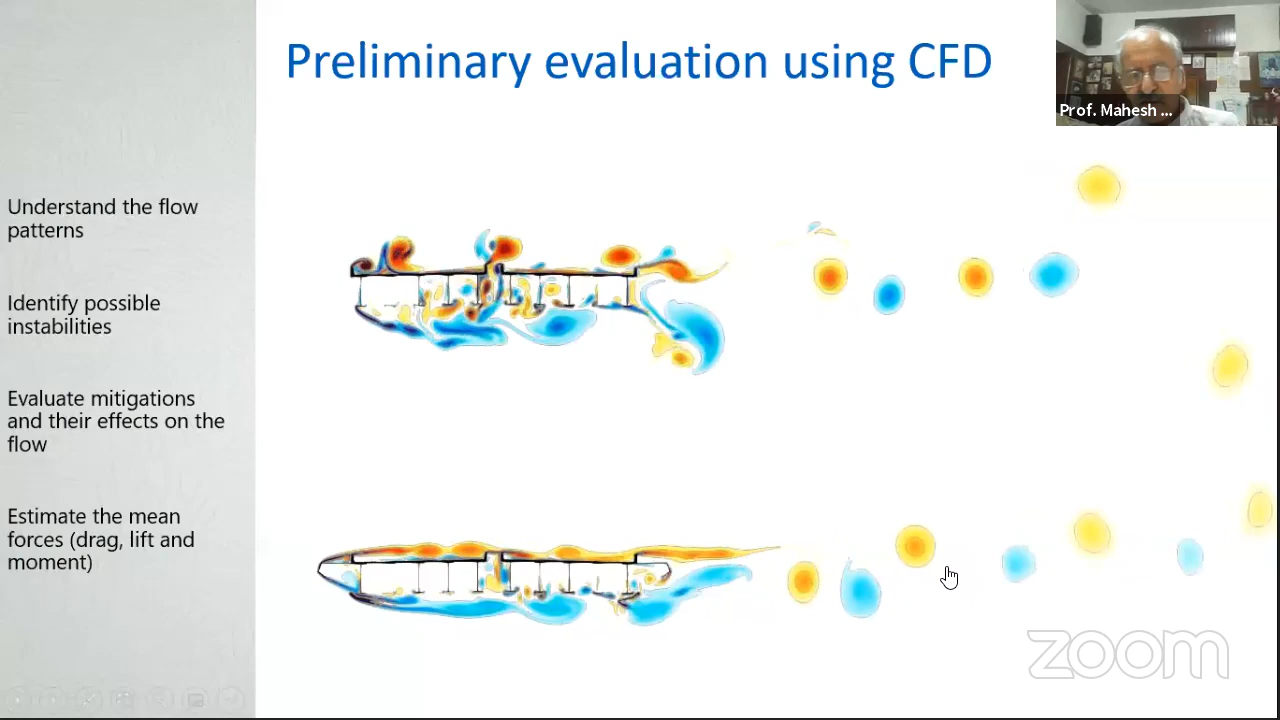 Preliminary evaluation using CFD
Prof. Mahesh ...
Understand the flow
patterns
Identify possible
instabilities
Evaluate mitigations
and their effects on the
flow
Estimate the mean
forces (drag, lift and
moment)
zoom